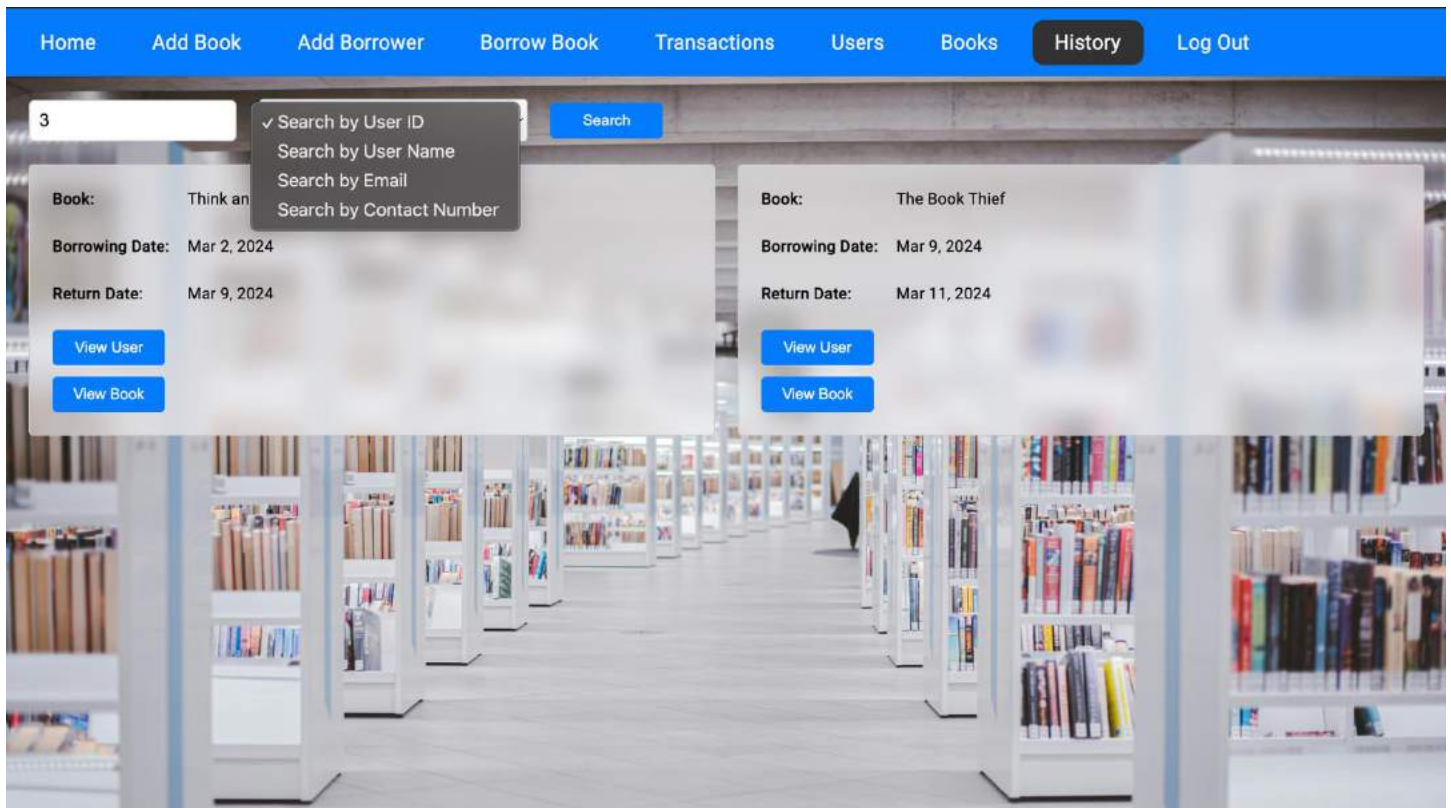 Home Add Book Add Borrower Borrow Book Transactions Users Books History Log Out
3
✓ Search by User ID
Search by User Name
Search by Email
Search by Contact Number
Search
Book: Think an
Borrowing Date: Mar 2, 2024
Return Date: Mar 9, 2024
View User
View Book
Book: The Book Thief
Borrowing Date: Mar 9, 2024
Return Date: Mar 11, 2024
View User
View Book